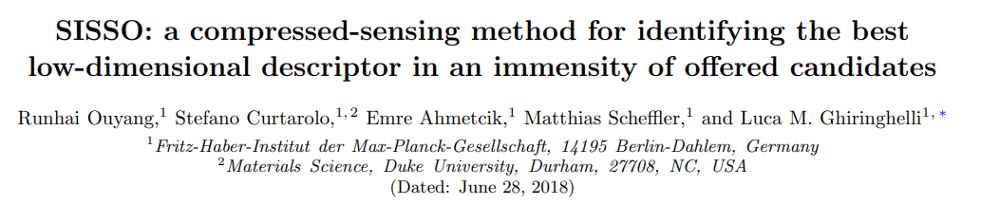 SISSO: a compressed-sensing method for identifying the best
low-dimensional descriptor in an immensity of offered candidates
Runhai Ouyang,1 Stefano Curtarolo,1, 2 Emre Ahmetcik,1 Matthias Scheffler,1 and Luca M. Ghiringhelli1, *
1 Fritz-Haber-Institut der Max-Planck-Gesellschaft, 14195 Berlin-Dahlem, Germany
2 Materials Science, Duke University, Durham, 27708, NC, USA
(Dated: June 28, 2018)